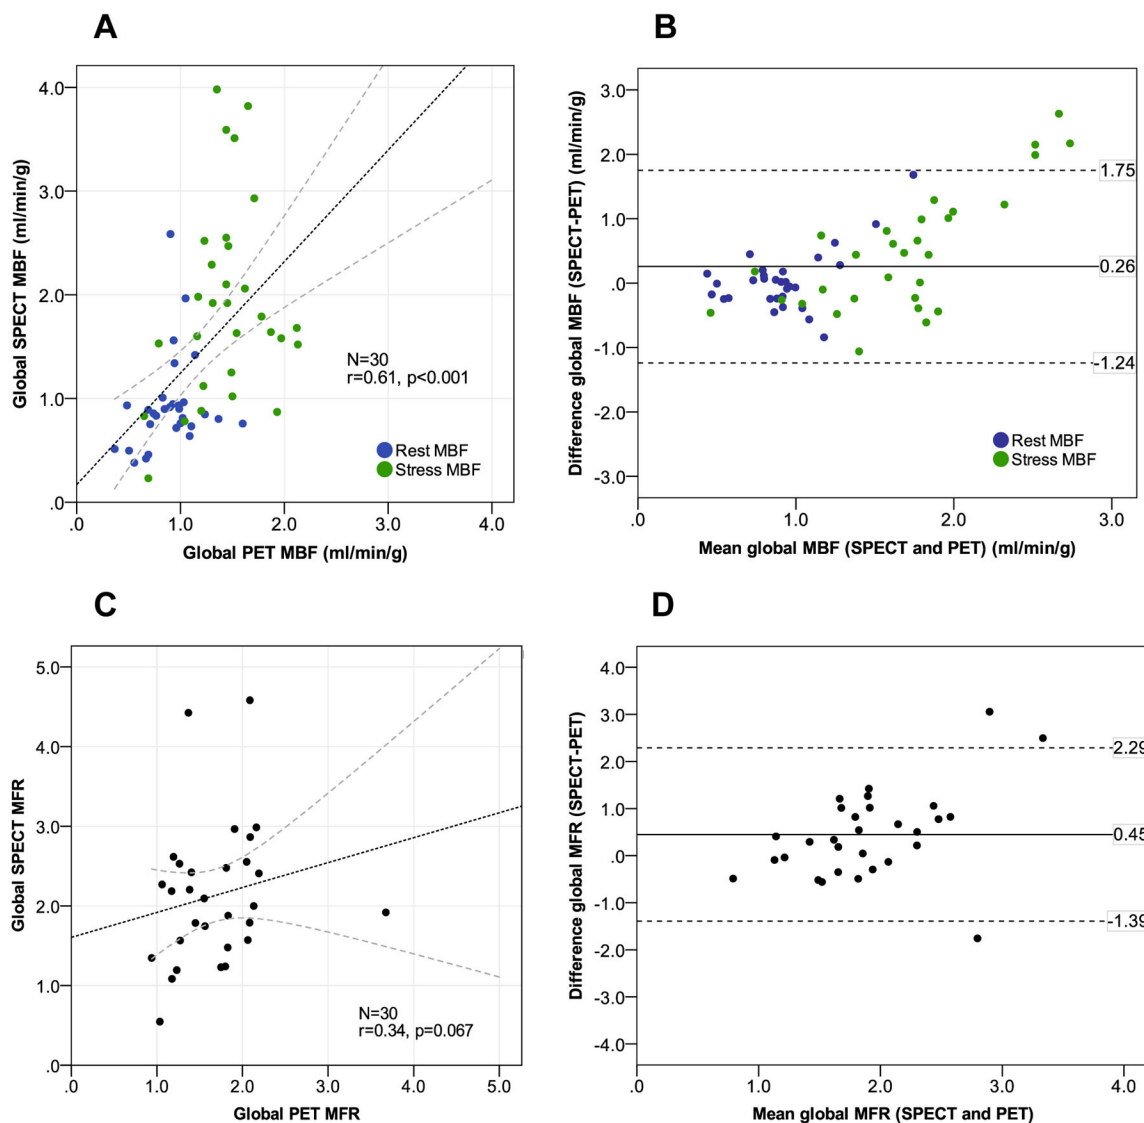 A
Global SPECT MBF (ml/min/g)
4.0
3.0
2.0
1.0
.0
N=30
r=0.61, p<0.001
Rest MBF
Stress MBF
.0 1.0 2.0 3.0 4.0
Global PET MBF (ml/min/g)
B
Difference global MBF (SPECT-PET) (ml/min/g)
3.0
2.0
1.0
.0
-1.0
-2.0
-3.0
1.75
0.26
-1.24
Rest MBF
Stress MBF
.0 1.0 2.0 3.0
Mean global MBF (SPECT and PET) (ml/min/g)
C
Global SPECT MFR
5.0
4.0
3.0
2.0
1.0
.0
N=30
r=0.34, p=0.067
.0 1.0 2.0 3.0 4.0 5.0
Global PET MFR
D
Difference global MFR (SPECT-PET)
4.0
3.0
2.0
1.0
.0
-1.0
-2.0
-3.0
-4.0
2.29
0.45
-1.39
.0 1.0 2.0 3.0 4.0
Mean global MFR (SPECT and PET)